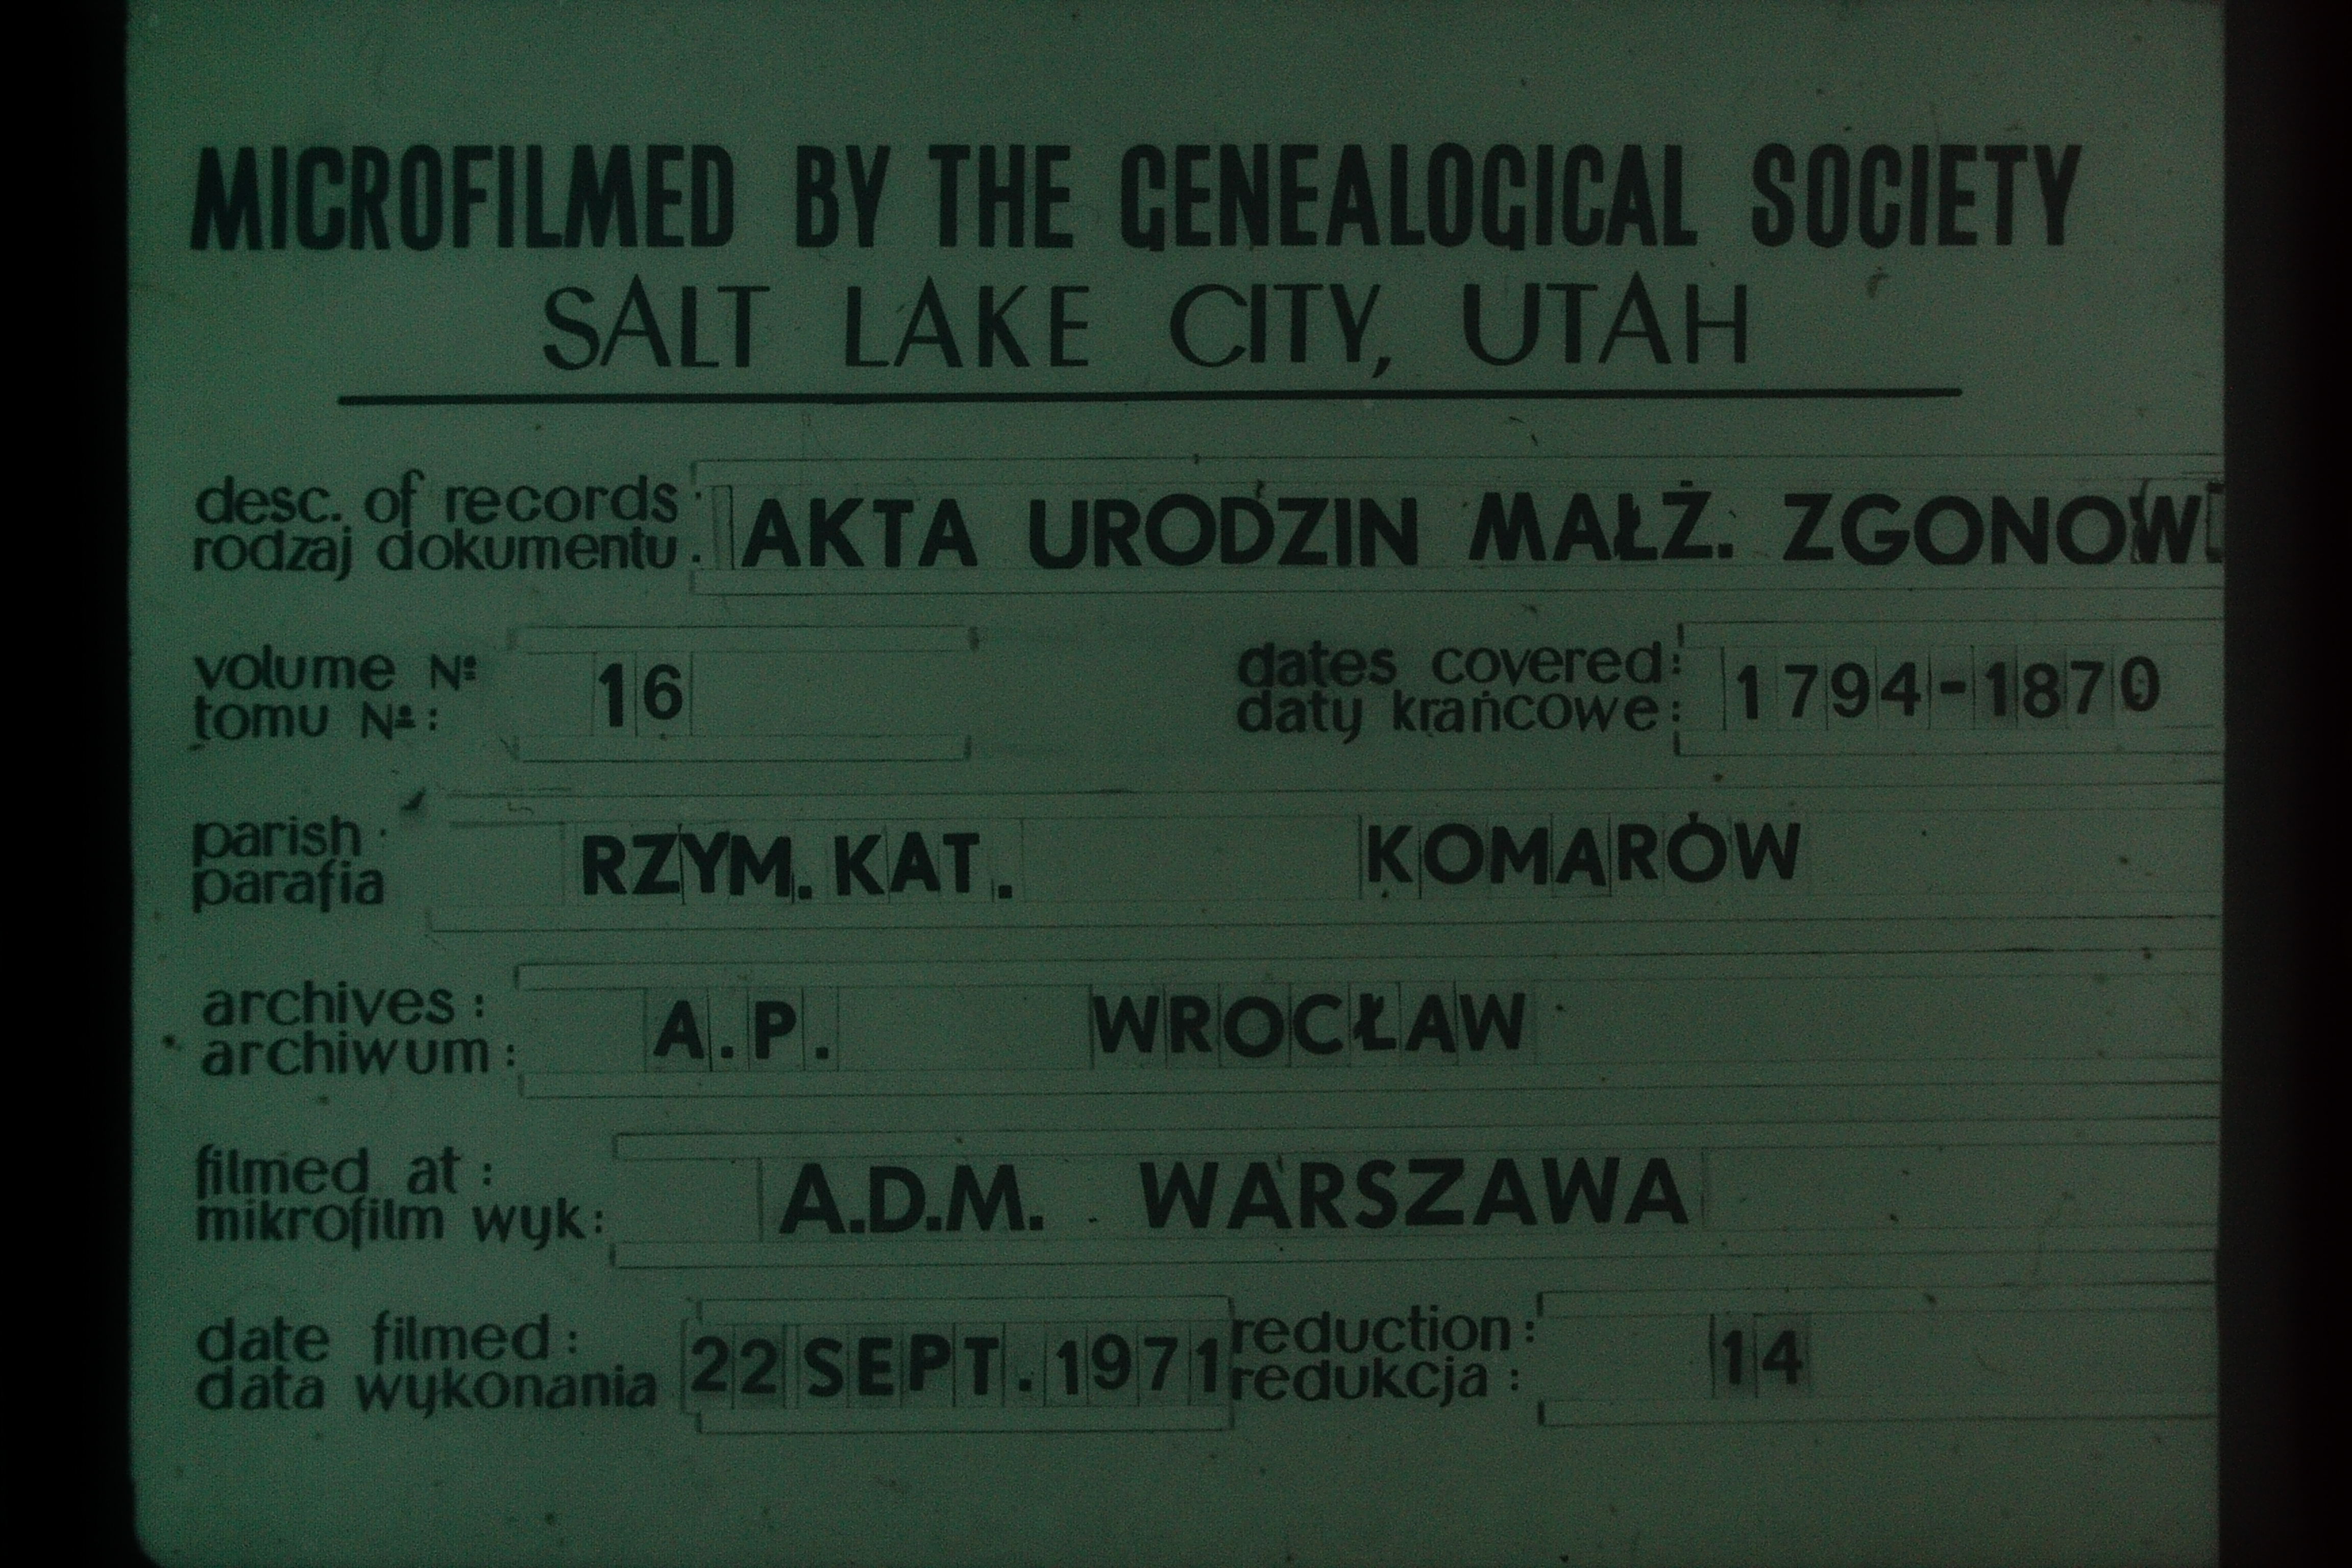 MICROFILMED BY THE GENEALOGICAL SOCIETY
SALT LAKE CITY, UTAH
desc. of records: AKTA URODZIN MAŁŻ. ZGONOW
rodzaj dokumentu.
volume Nº 16
tomu Nº:
dates covered: 1794-1870
daty krańcowe:
parish: RZYM. KAT. KOMARÓW
parafia
archives: A.P. WROCŁAW
archiwum:
filmed at: A.D.M. WARSZAWA
mikrofilm wyk:
date filmed: 22 SEPT. 1971
data wykonania
reduction: 14
redukcja: